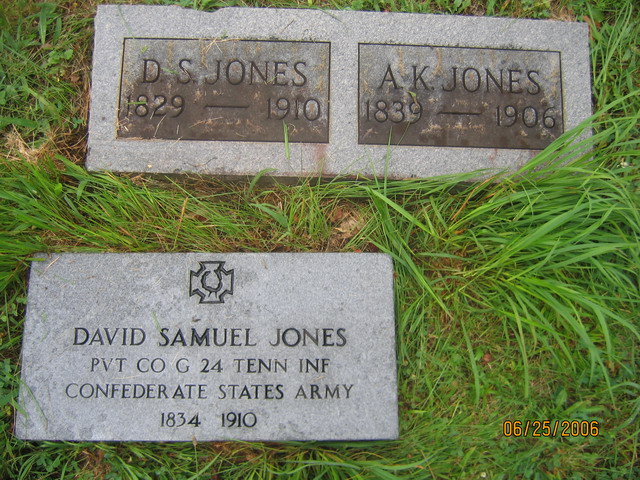 D. S. JONES
1829 — 1910
A. K. JONES
1839 — 1906
DAVID SAMUEL JONES
PVT CO G 24 TENN INF
CONFEDERATE STATES ARMY
1834 1910
06/25/2006